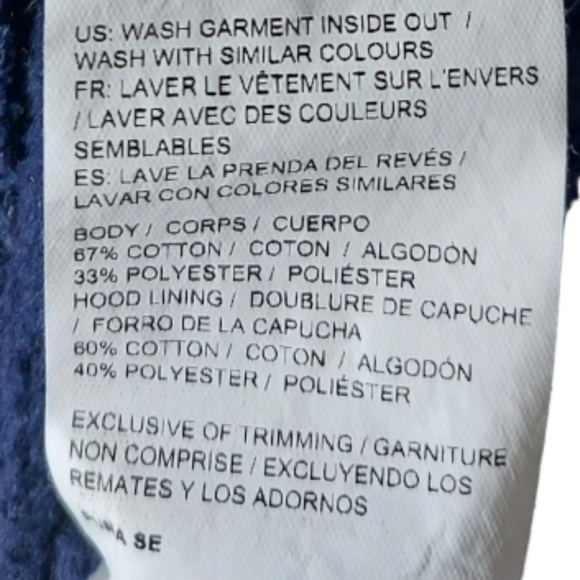 US: WASH GARMENT INSIDE OUT /
WASH WITH SIMILAR COLOURS
FR: LAVER LE VÊTEMENT SUR L'ENVERS
/ LAVER AVEC DES COULEURS
SEMBLABLES
ES: LAVE LA PRENDA DEL REVÉS /
LAVAR CON COLORES SIMILARES
BODY / CORPS / CUERPO
67% COTTON / COTON / ALGODÓN
33% POLYESTER / POLIÉSTER
HOOD LINING / DOUBLURE DE CAPUCHE
/ FORRO DE LA CAPUCHA
60% COTTON / COTON / ALGODÓN
40% POLYESTER / POLIÉSTER
EXCLUSIVE OF TRIMMING / GARNITURE
NON COMPRISE / EXCLUYENDO LOS
REMATES Y LOS ADORNOS
SE